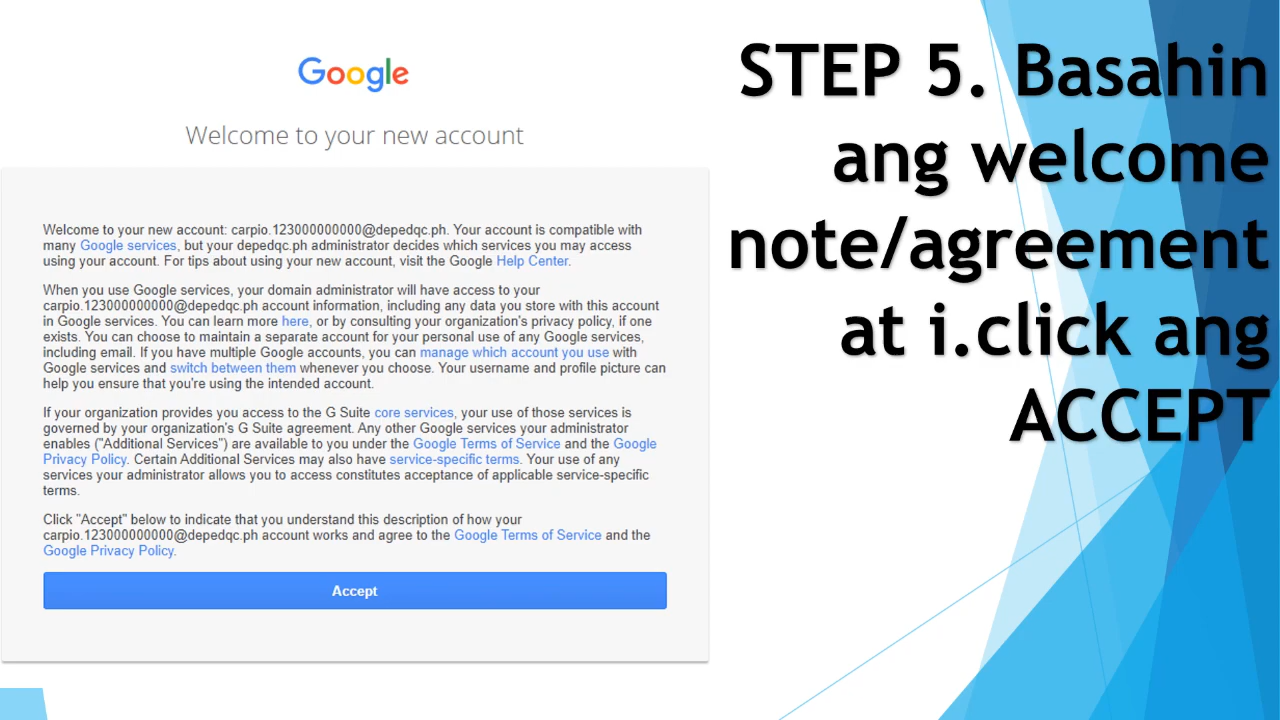 Google
Welcome to your new account
Welcome to your new account: carpio.123000000000@depedqc.ph. Your account is compatible with
many Google services, but your depedqc.ph administrator decides which services you may access
using your account. For tips about using your new account, visit the Google Help Center.
When you use Google services, your domain administrator will have access to your
carpio.123000000000@depedqc.ph account information, including any data you store with this account
in Google services. You can learn more here, or by consulting your organization's privacy policy, if one
exists. You can choose to maintain a separate account for your personal use of any Google services,
including email. If you have multiple Google accounts, you can manage which account you use with
Google services and switch between them whenever you choose. Your username and profile picture can
help you ensure that you're using the intended account.
If your organization provides you access to the G Suite core services, your use of those services is
governed by your organization's G Suite agreement. Any other Google services your administrator
enables ("Additional Services") are available to you under the Google Terms of Service and the Google
Privacy Policy. Certain Additional Services may also have service-specific terms. Your use of any
services your administrator allows you to access constitutes acceptance of applicable service-specific
terms.
Click "Accept" below to indicate that you understand this description of how your
carpio.123000000000@depedqc.ph account works and agree to the Google Terms of Service and the
Google Privacy Policy.
Accept
STEP 5. Basahin
ang welcome
note/agreement
at i.click ang
ACCEPT